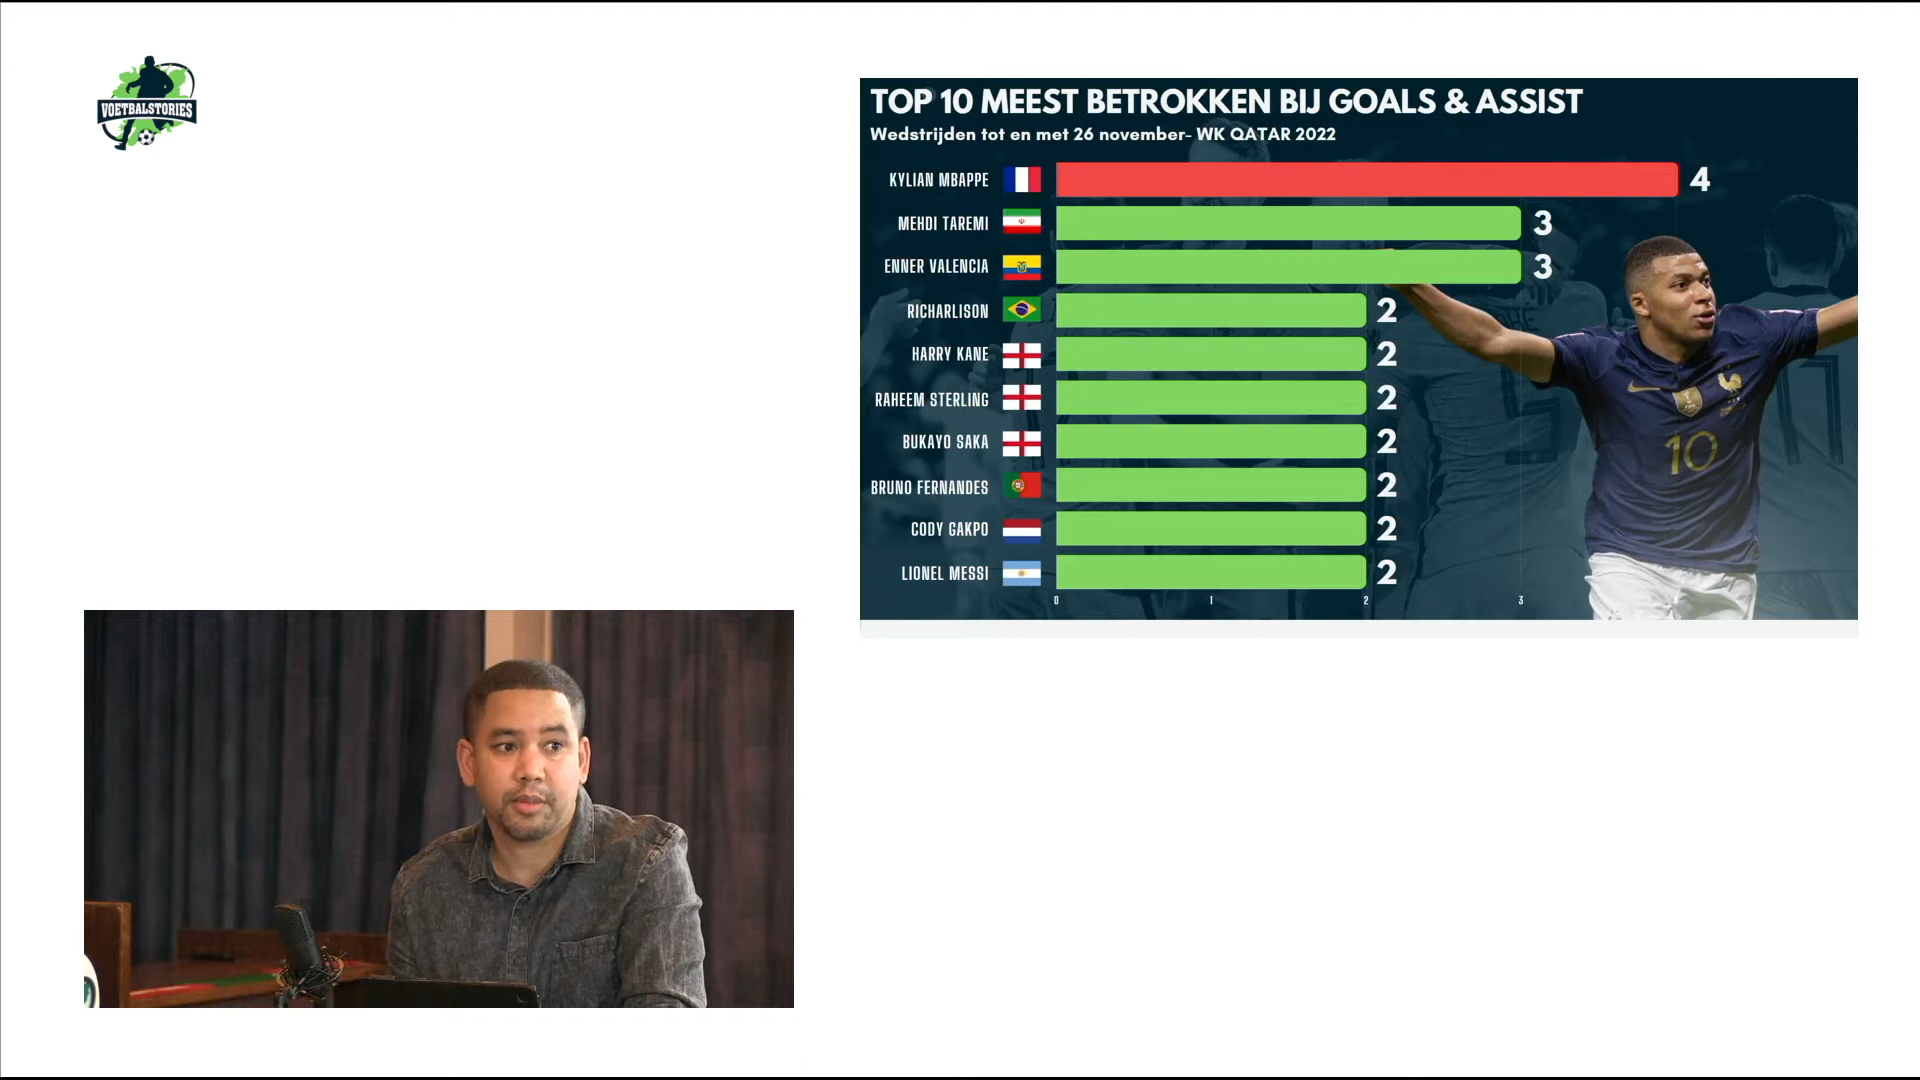 VOETBALSTORIES
TOP 10 MEEST BETROKKEN BIJ GOALS & ASSIST
Wedstrijden tot en met 26 november- WK QATAR 2022
KYLIAN MBAPPE 4
MEHDI TAREMI 3
ENNER VALENCIA 3
RICHARLISON 2
HARRY KANE 2
RAHEEM STERLING 2
BUKAYO SAKA 2
BRUNO FERNANDES 2
CODY GAKPO 2
LIONEL MESSI 2
0 1 2 3
10